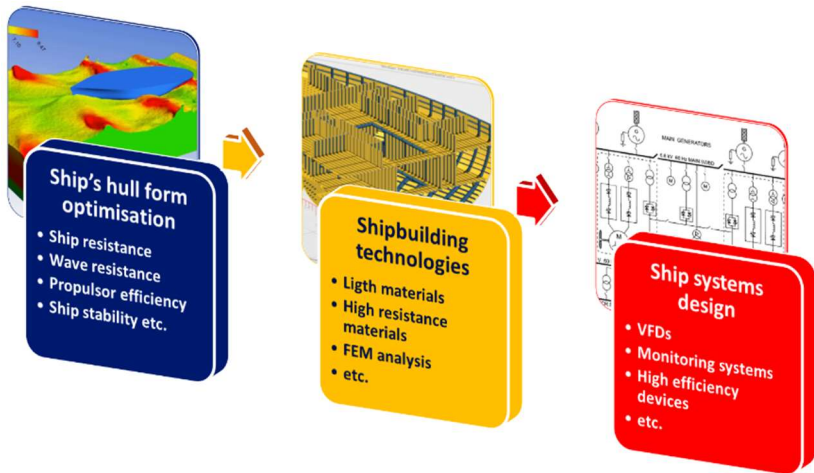 Ship's hull form
optimisation
• Ship resistance
• Wave resistance
• Propulsor efficiency
• Ship stability etc.
Shipbuilding
technologies
• Ligth materials
• High resistance
materials
• FEM analysis
• etc.
MAIN GENERATORS
Ship systems
design
• VFDs
• Monitoring systems
• High efficiency
devices
• etc.